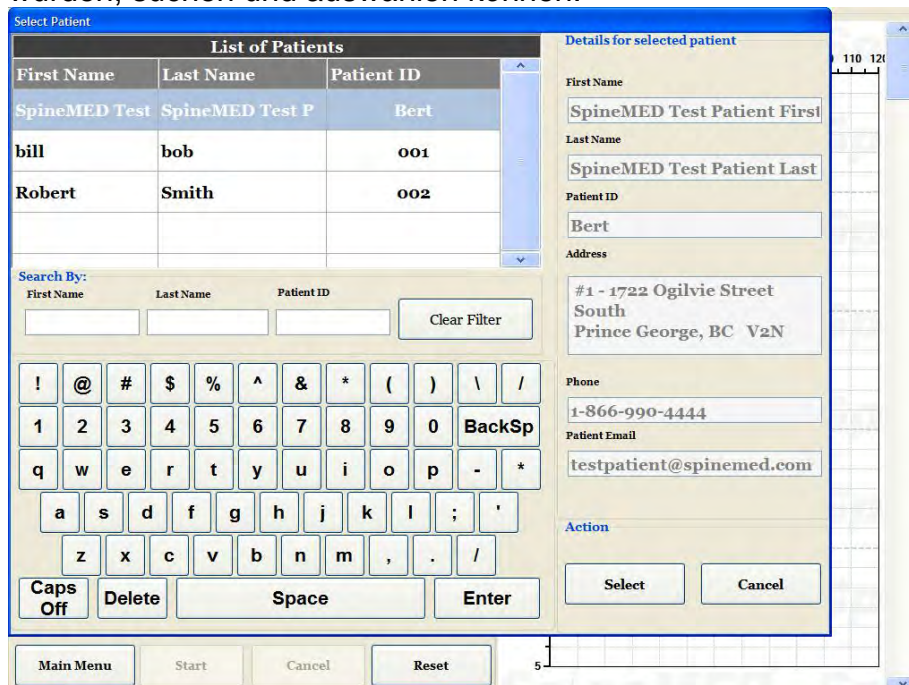 wurden, suchen und auswählen können.
Select Patient
List of Patients
First Name Last Name Patient ID
SpineMED Test SpineMED Test P Bert
bill bob 001
Robert Smith 002
Search By:
First Name Last Name Patient ID
Clear Filter
! @ # $ % ^ & * ( ) \ /
1 2 3 4 5 6 7 8 9 0 BackSp
q w e r t y u i o p - *
a s d f g h j k l ; '
z x c v b n m , . /
Caps Off Delete Space Enter
Details for selected patient
First Name
SpineMED Test Patient First
Last Name
SpineMED Test Patient Last
Patient ID
Bert
Address
#1 - 1722 Ogilvie Street
South
Prince George, BC V2N
Phone
1-866-990-4444
Patient Email
testpatient@spinemed.com
Action
Select Cancel
110 120
Main Menu Start Cancel Reset
5